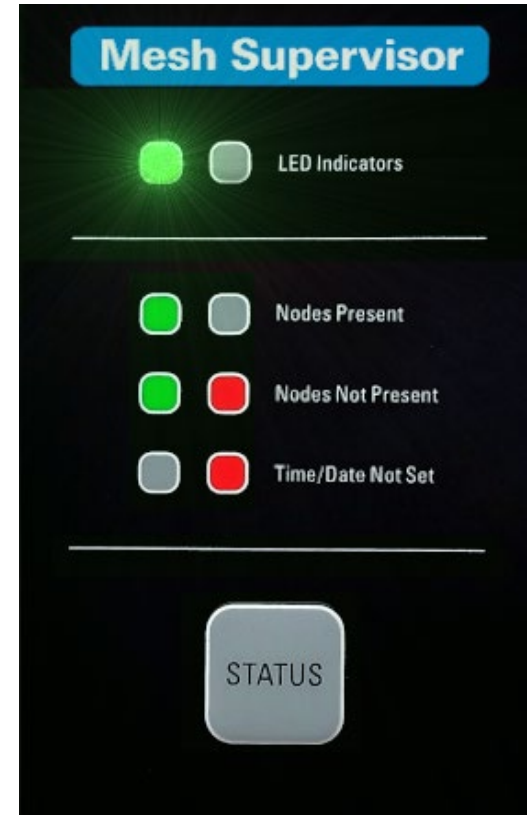 Mesh Supervisor
LED Indicators
Nodes Present
Nodes Not Present
Time/Date Not Set
STATUS